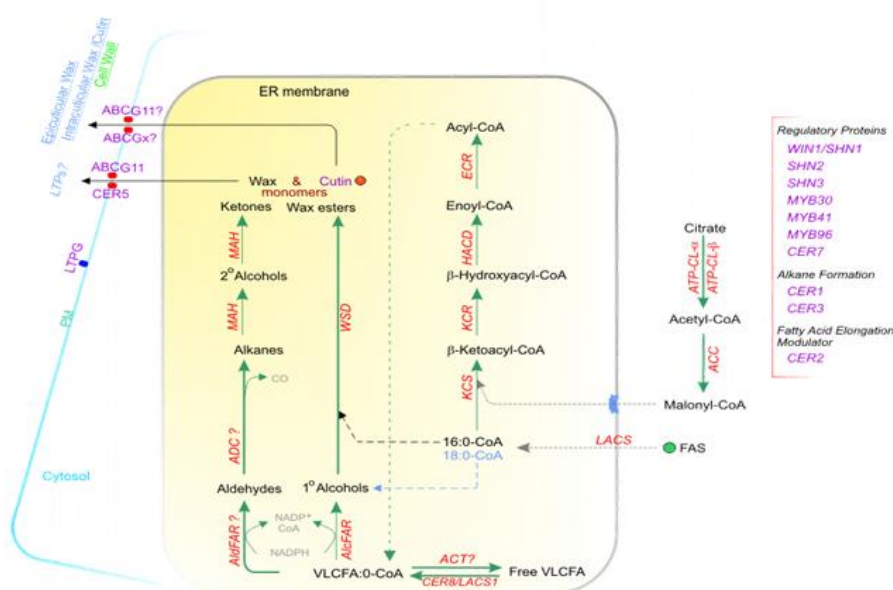 Epicuticular Wax
Intracuticular Wax /Cutin
Cell Wall
ER membrane
ABCG11?
ABCGx?
LTPs?
ABCG11
CER5
LTPG
PM
Cytosol
Wax & Cutin
monomers
Ketones
Wax esters
MAH
2° Alcohols
MAH
WSD
Alkanes
CO
ADC ?
Aldehydes
1° Alcohols
AldFAR ?
NADP+
CoA
NADPH
AlcFAR
VLCFA:0-CoA
ACT?
CER8/LACS1
Free VLCFA
Acyl-CoA
ECR
Enoyl-CoA
HACD
β-Hydroxyacyl-CoA
KCR
β-Ketoacyl-CoA
KCS
16:0-CoA
18:0-CoA
LACS
FAS
Citrate
ATP-CL-α
ATP-CL-β
Acetyl-CoA
ACC
Malonyl-CoA
Regulatory Proteins
WIN1/SHN1
SHN2
SHN3
MYB30
MYB41
MYB96
CER7
Alkane Formation
CER1
CER3
Fatty Acid Elongation
Modulator
CER2